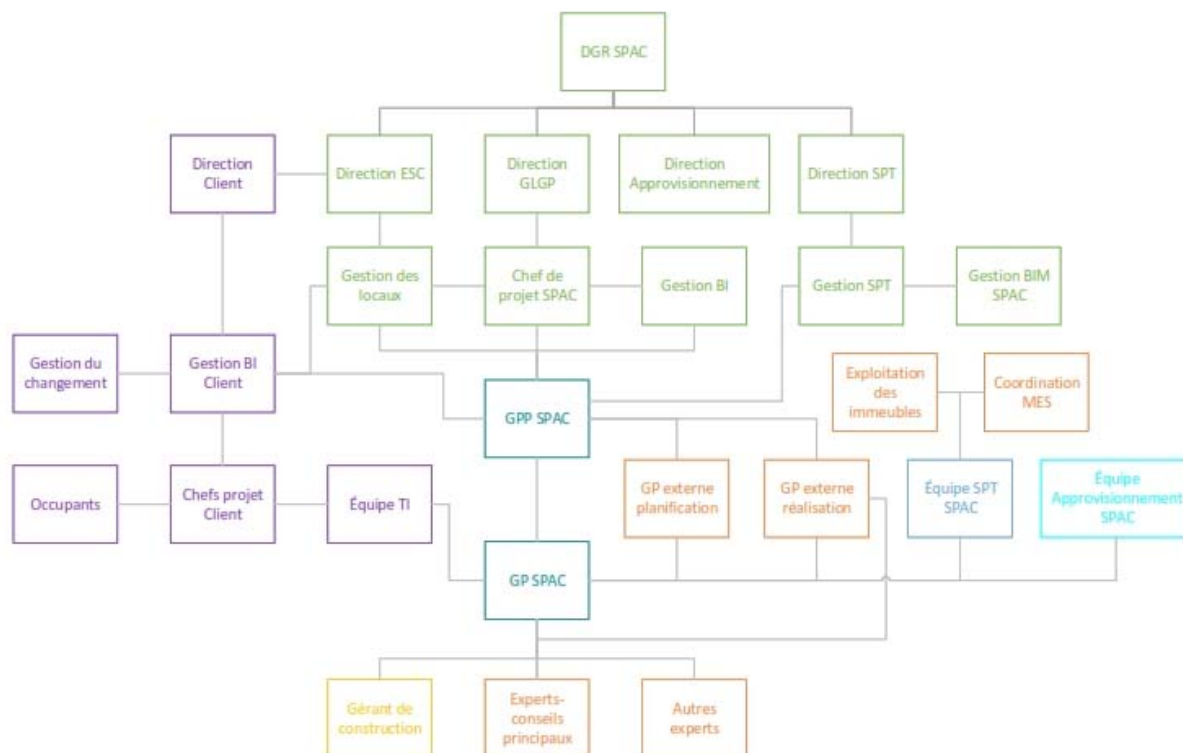 DGR SPAC
Direction
Client
Direction ESC
Direction
GLGP
Direction
Approvisionnement
Direction SPT
Gestion des
locaux
Chef de
projet SPAC
Gestion BI
Gestion SPT
Gestion BIM
SPAC
Gestion du
changement
Gestion BI
Client
Exploitation
des
immeubles
Coordination
MES
GPP SPAC
Occupants
Chefs projet
Client
Équipe TI
GP externe
planification
GP externe
réalisation
Équipe SPT
SPAC
Équipe
Approvisionnement
SPAC
GP SPAC
Gérant de
construction
Experts-
conseils
principaux
Autres
experts